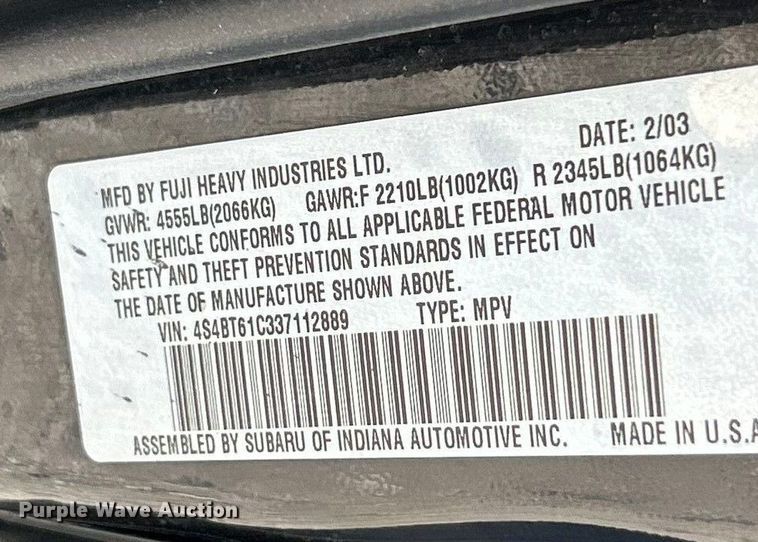 DATE: 2/03
MFD BY FUJI HEAVY INDUSTRIES LTD.
GVWR: 4555LB(2066KG) GAWR:F 2210LB(1002KG) R 2345LB(1064KG)
THIS VEHICLE CONFORMS TO ALL APPLICABLE FEDERAL MOTOR VEHICLE
SAFETY AND THEFT PREVENTION STANDARDS IN EFFECT ON
THE DATE OF MANUFACTURE SHOWN ABOVE.
VIN: 4S4BT61C337112889 TYPE: MPV
ASSEMBLED BY SUBARU OF INDIANA AUTOMOTIVE INC. MADE IN U.S.A
Purple Wave Auction